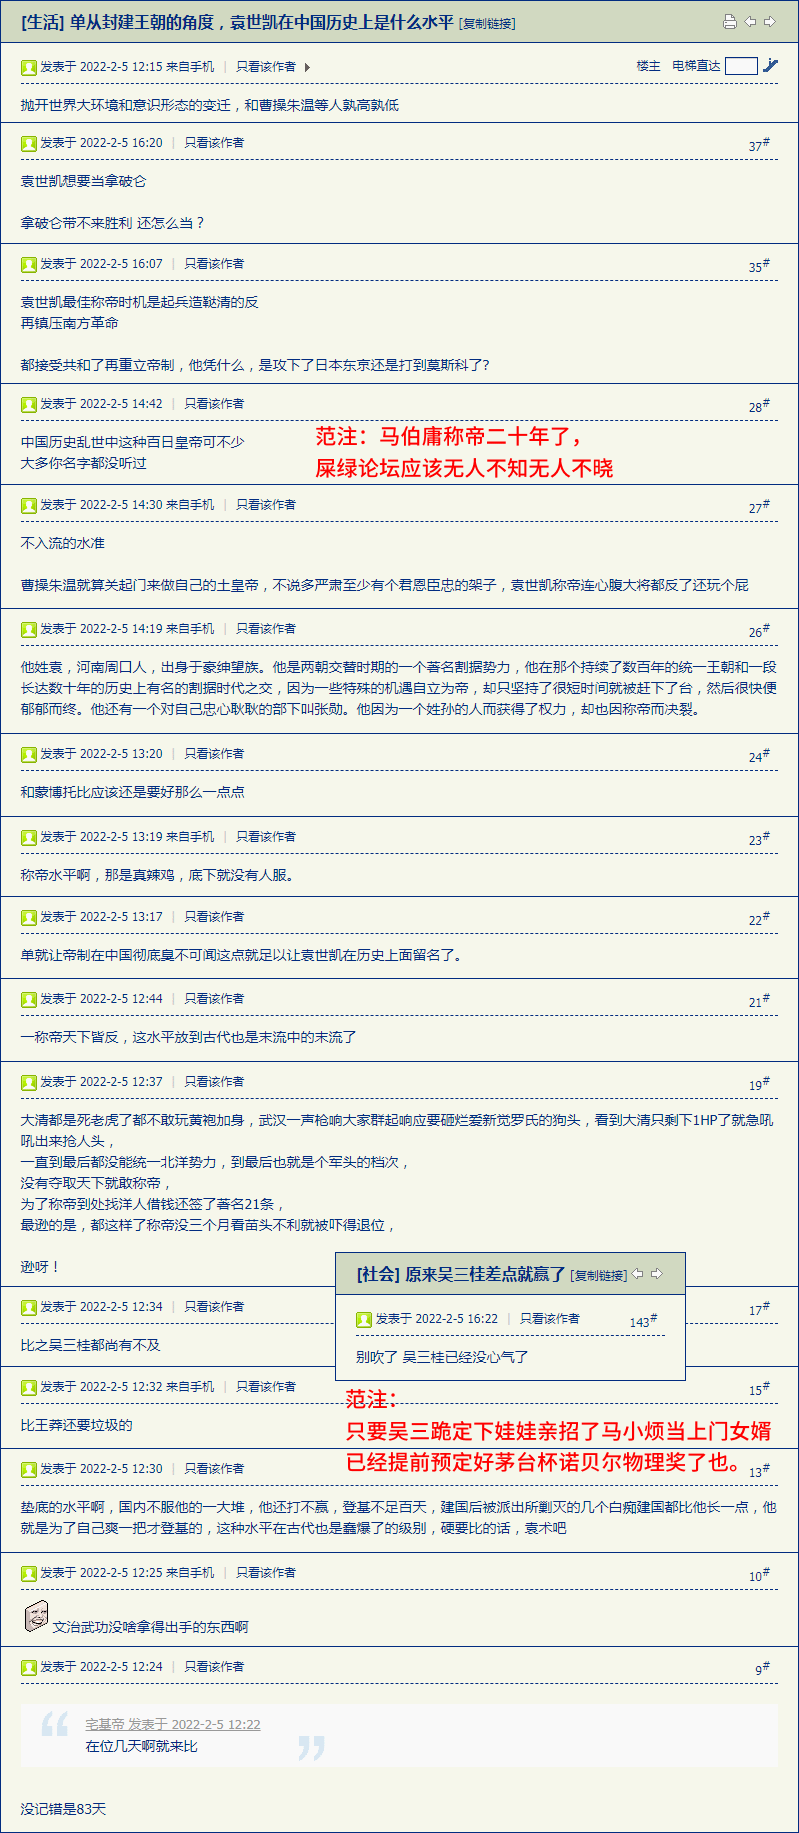 [生活] 单从封建王朝的角度，袁世凯在中国历史上是什么水平 [复制链接]
发表于 2022-2-5 12:15 来自手机 | 只看该作者
楼主 电梯直达
抛开世界大环境和意识形态的变迁，和曹操朱温等人孰高孰低
发表于 2022-2-5 16:20 | 只看该作者 37#
袁世凯想要当拿破仑
拿破仑带不来胜利 还怎么当？
发表于 2022-2-5 16:07 | 只看该作者 35#
袁世凯最佳称帝时机是起兵造鞑清的反
再镇压南方革命
都接受共和了再重立帝制，他凭什么，是攻下了日本东京还是打到莫斯科了?
发表于 2022-2-5 14:42 | 只看该作者 28#
中国历史乱世中这种百日皇帝可不少
大多你名字都没听过
范注：马伯庸称帝二十年了，
屎绿论坛应该无人不知无人不晓
发表于 2022-2-5 14:30 来自手机 | 只看该作者 27#
不入流的水准
曹操朱温就算关起门来做自己的土皇帝，不说多严肃至少有个君恩臣忠的架子，袁世凯称帝连心腹大将都反了还玩个屁
发表于 2022-2-5 14:19 来自手机 | 只看该作者 26#
他姓袁，河南周口人，出身于豪绅望族。他是两朝交替时期的一个著名割据势力，他在那个持续了数百年的统一王朝和一段
长达数十年的历史上有名的割据时代之交，因为一些特殊的机遇自立为帝，却只坚持了很短时间就被赶下了台，然后很快便
郁郁而终。他还有一个对自己忠心耿耿的部下叫张勋。他因为一个姓孙的人而获得了权力，却也因称帝而决裂。
发表于 2022-2-5 13:20 | 只看该作者 24#
和蒙博托比应该还是要好那么一点点
发表于 2022-2-5 13:19 来自手机 | 只看该作者 23#
称帝水平啊，那是真辣鸡，底下就没有人服。
发表于 2022-2-5 13:17 | 只看该作者 22#
单就让帝制在中国彻底臭不可闻这点就足以让袁世凯在历史上面留名了。
发表于 2022-2-5 12:44 | 只看该作者 21#
一称帝天下皆反，这水平放到古代也是末流中的末流了
发表于 2022-2-5 12:37 | 只看该作者 19#
大清都是死老虎了都不敢玩黄袍加身，武汉一声枪响大家群起响应要砸烂爱新觉罗氏的狗头，看到大清只剩下1HP了就急吼
吼出来抢人头，
一直到最后都没能统一北洋势力，到最后也就是个军头的档次，
没有夺取天下就敢称帝，
为了称帝到处找洋人借钱还签了著名21条，
最逊的是，都这样了称帝没三个月看苗头不利就被吓得退位，
逊呀！
[社会] 原来吴三桂差点就赢了 [复制链接]
发表于 2022-2-5 16:22 | 只看该作者 143#
别吹了 吴三桂已经没心气了
发表于 2022-2-5 12:34 | 只看该作者 17#
比之吴三桂都尚有不及
发表于 2022-2-5 12:32 来自手机 | 只看该作者 15#
比王莽还要垃圾的
范注：
只要吴三跪定下娃娃亲招了马小烦当上门女婿
已经提前预定好茅台杯诺贝尔物理奖了也。
发表于 2022-2-5 12:30 | 只看该作者 13#
垫底的水平啊，国内不服他的一大堆，他还打不赢，登基不足百天，建国后被派出所剿灭的几个白痴建国都比他长一点，他
就是为了自己爽一把才登基的，这种水平在古代也是蠢爆了的级别，硬要比的话，袁术吧
发表于 2022-2-5 12:25 来自手机 | 只看该作者 10#
文治武功没啥拿得出手的东西啊
发表于 2022-2-5 12:24 | 只看该作者 9#
宅基帝 发表于 2022-2-5 12:22
在位几天啊就来比
没记错是83天